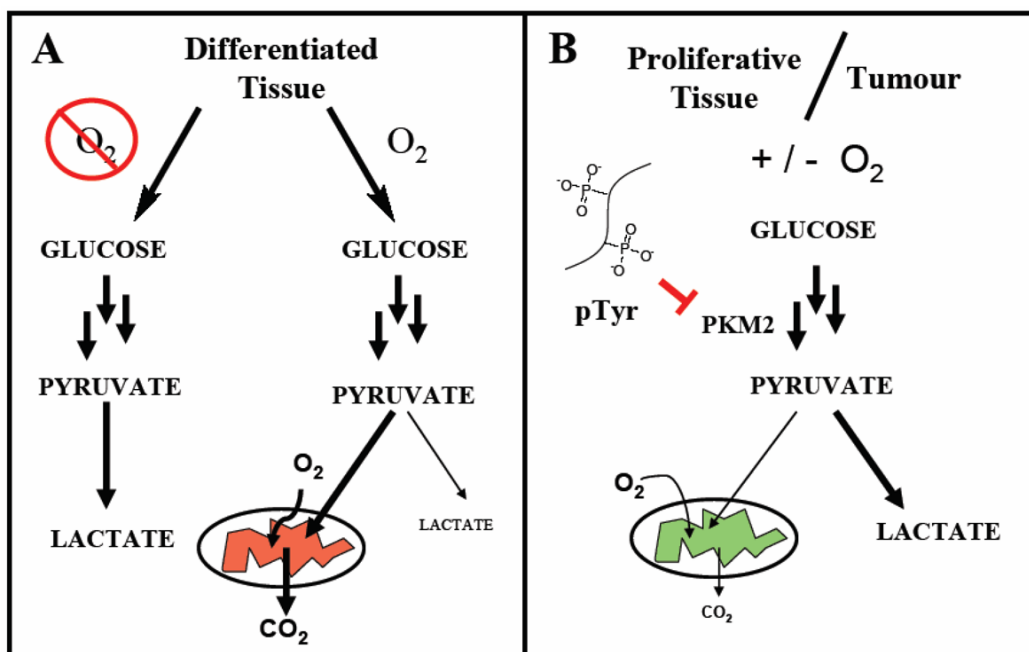 A
Differentiated
Tissue
O₂
O₂
GLUCOSE
GLUCOSE
PYRUVATE
PYRUVATE
O₂
LACTATE
LACTATE
CO₂
B
Proliferative
Tissue
/
Tumour
+ / - O₂
O⁻
⁻O-P
O
O
P-O⁻
O⁻
GLUCOSE
pTyr
PKM2
PYRUVATE
O₂
LACTATE
CO₂